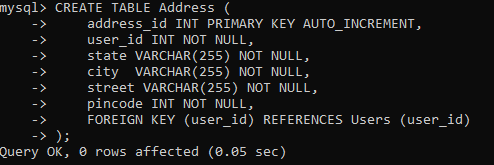 mysql> CREATE TABLE Address (
    ->     address_id INT PRIMARY KEY AUTO_INCREMENT,
    ->     user_id INT NOT NULL,
    ->     state VARCHAR(255) NOT NULL,
    ->     city  VARCHAR(255) NOT NULL,
    ->     street VARCHAR(255) NOT NULL,
    ->     pincode INT NOT NULL,
    ->     FOREIGN KEY (user_id) REFERENCES Users (user_id)
    -> );
Query OK, 0 rows affected (0.05 sec)